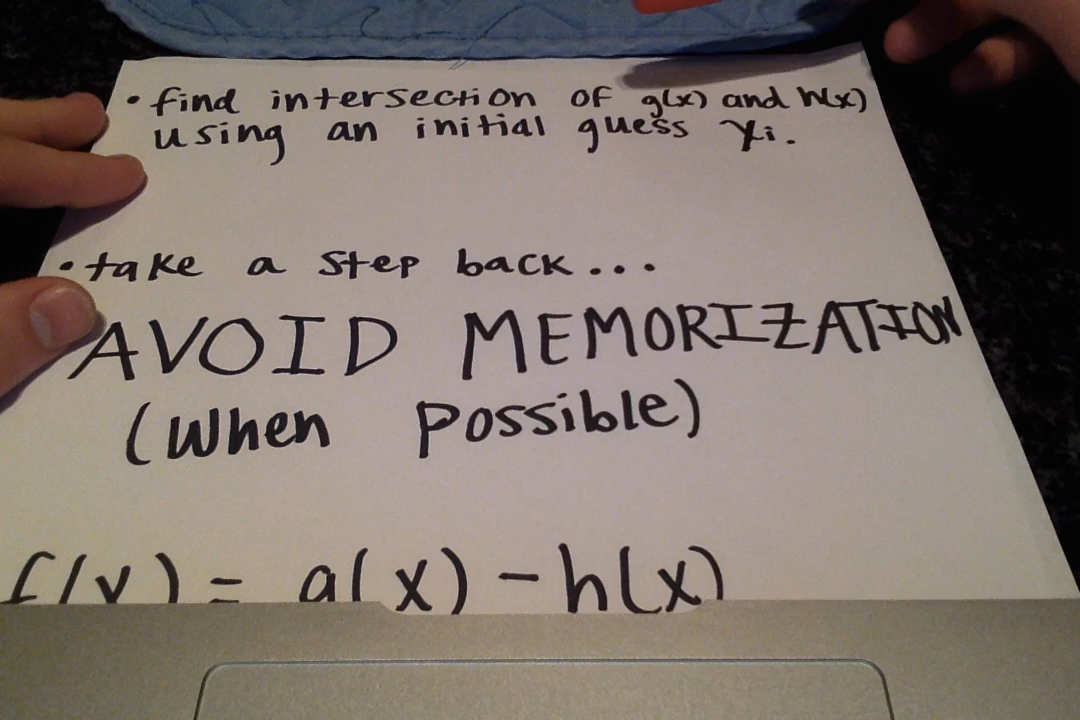 • find intersection of g(x) and h(x)
using an initial guess xi.
• take a step back...
AVOID MEMORIZATION
(when possible)
f(x) = g(x) - h(x)